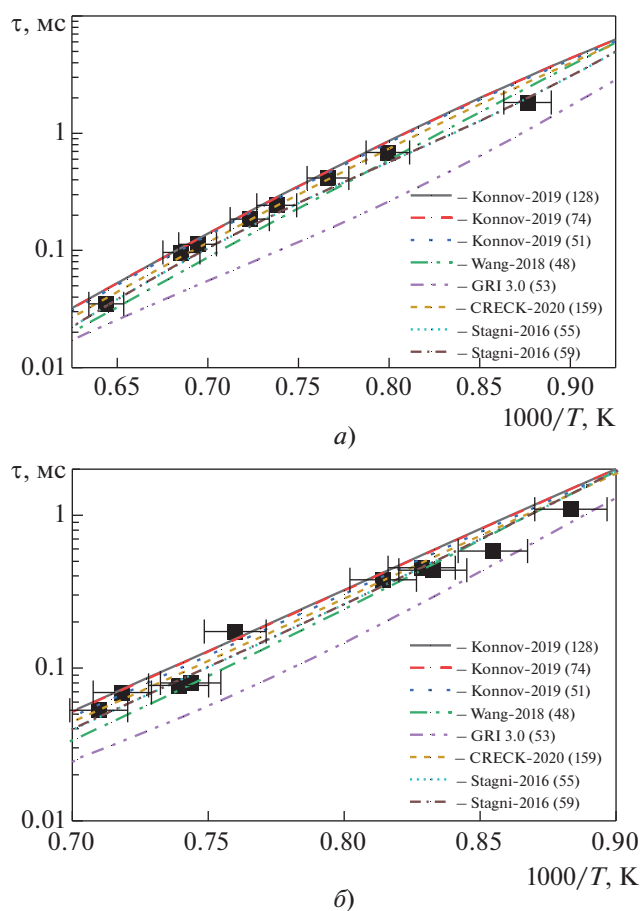 τ, мс
1
0.1
0.01
0.65 0.70 0.75 0.80 0.85 0.90
1000/T, K
– Konnov-2019 (128)
– Konnov-2019 (74)
– Konnov-2019 (51)
– Wang-2018 (48)
– GRI 3.0 (53)
– CRECK-2020 (159)
– Stagni-2016 (55)
– Stagni-2016 (59)
а)
τ, мс
1
0.1
0.01
0.70 0.75 0.80 0.85 0.90
1000/T, K
– Konnov-2019 (128)
– Konnov-2019 (74)
– Konnov-2019 (51)
– Wang-2018 (48)
– GRI 3.0 (53)
– CRECK-2020 (159)
– Stagni-2016 (55)
– Stagni-2016 (59)
б)